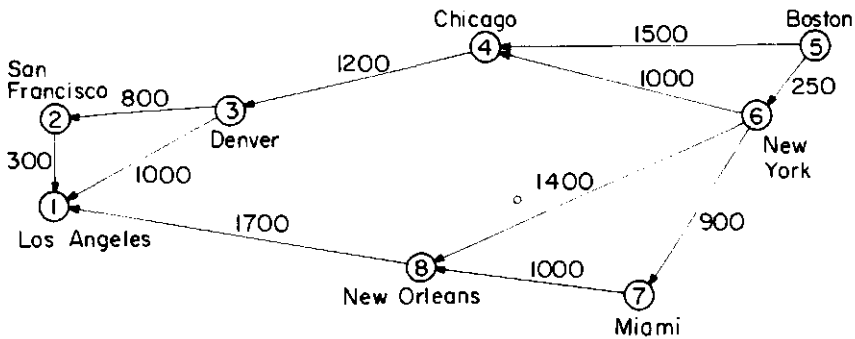 Chicago
Boston
1500
4
5
San
Francisco
1200
1000
250
800
2
3
6
Denver
New
York
300
1000
1400
1
900
Los Angeles
1700
8
1000
New Orleans
7
Miami